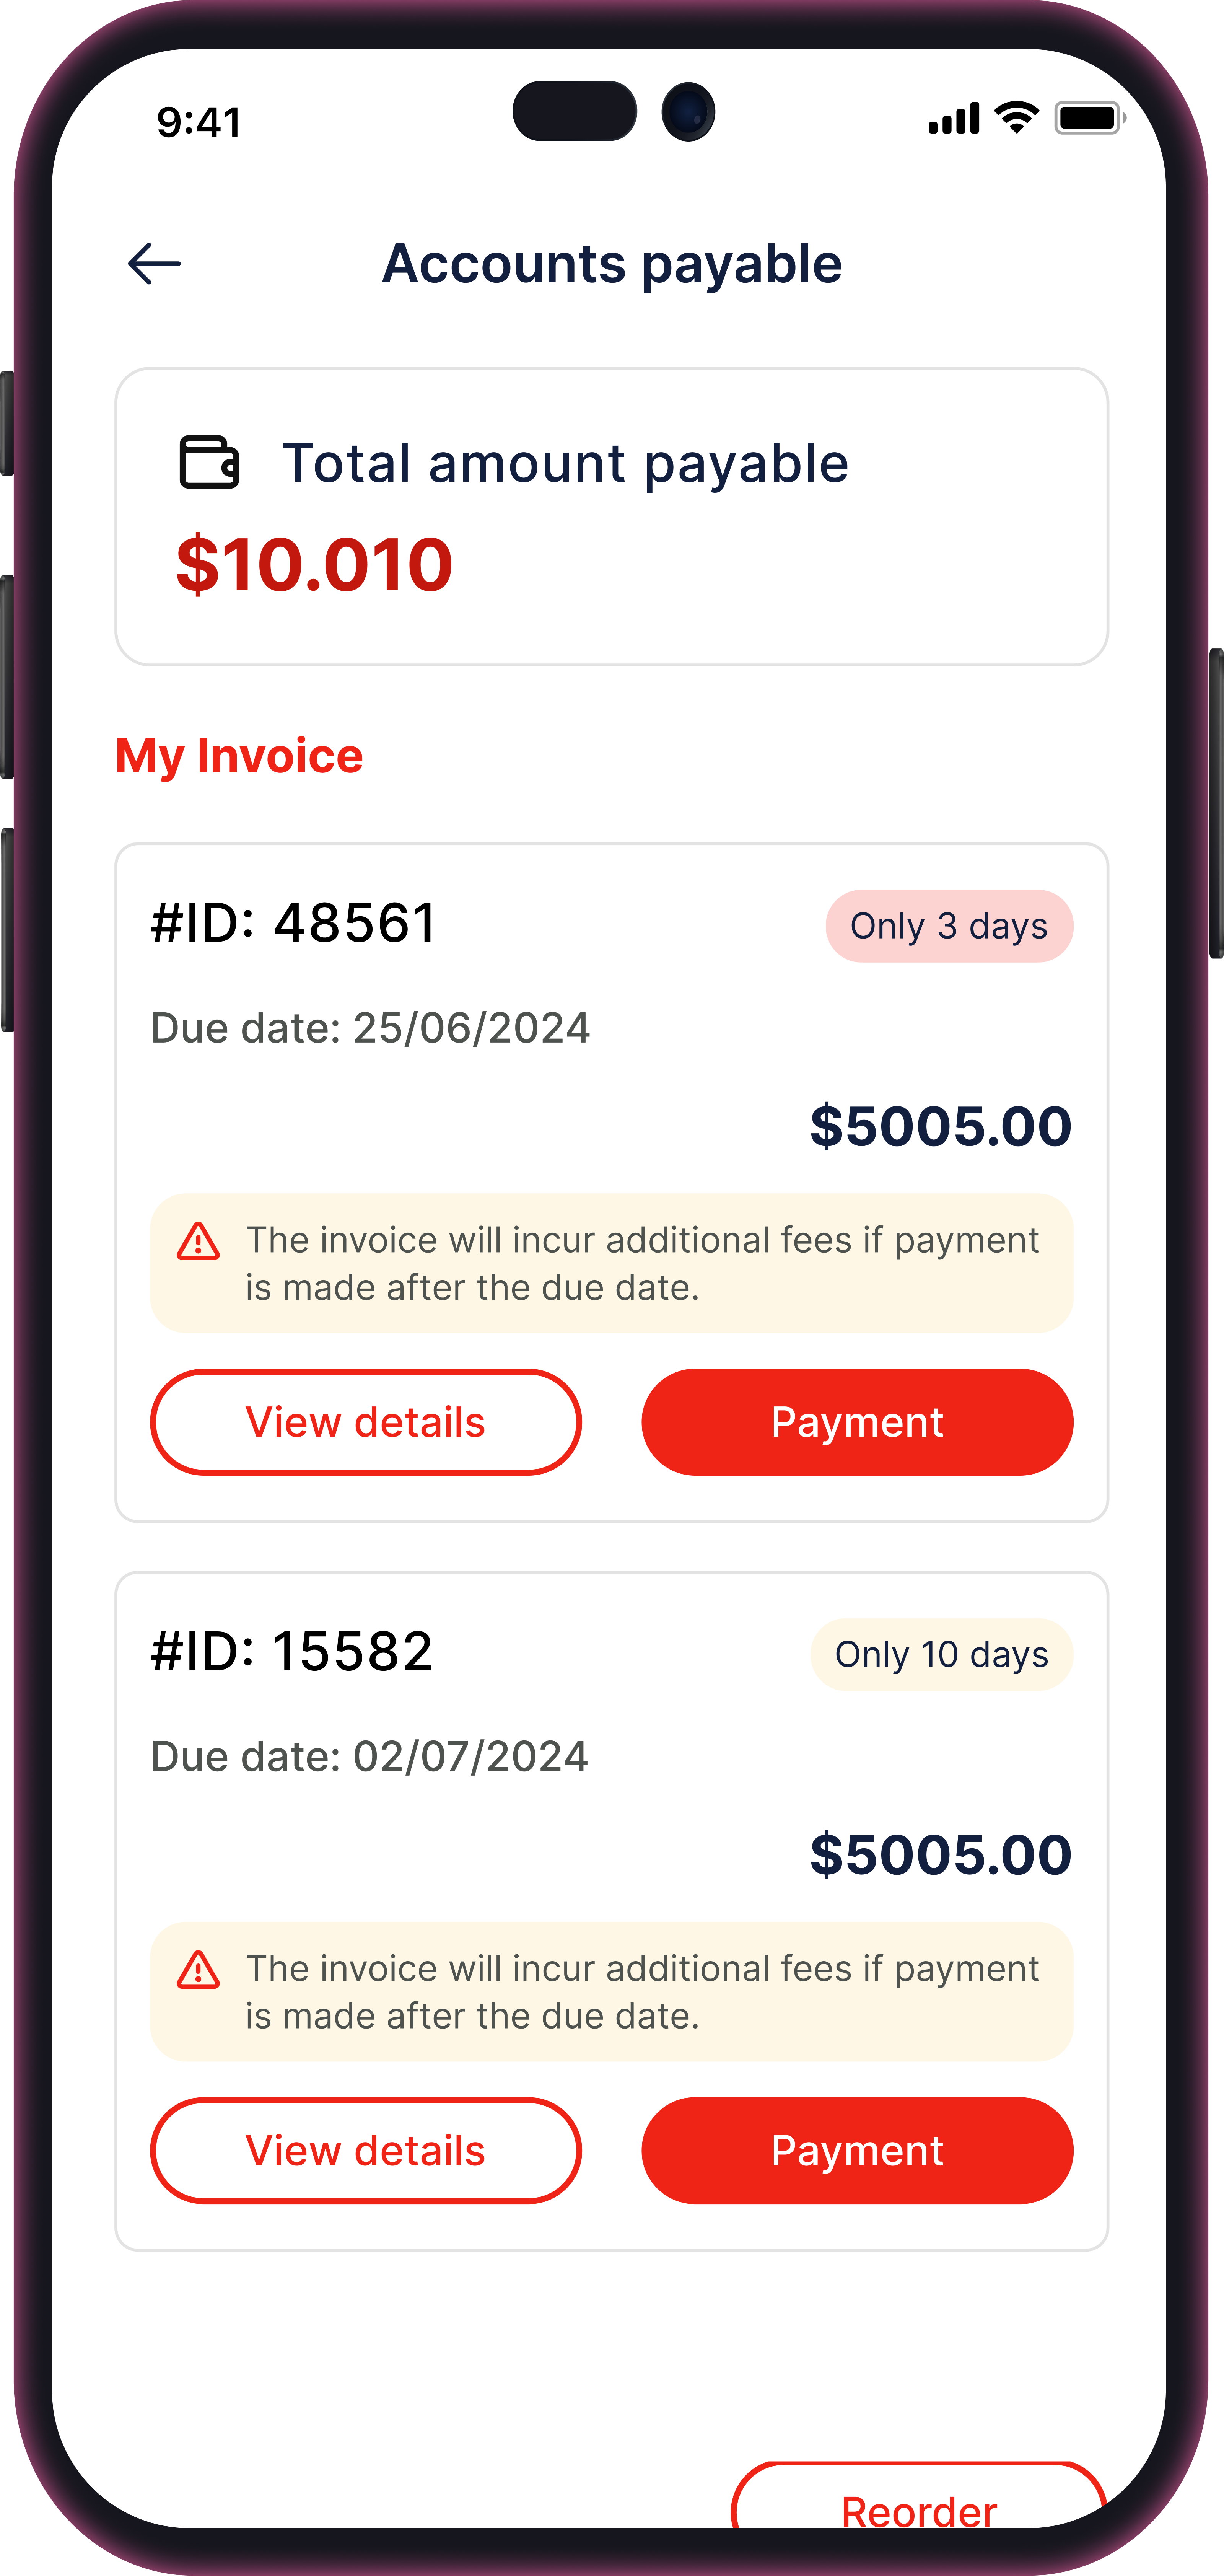 9:41
Accounts payable
Total amount payable
$10.010
My Invoice
#ID: 48561
Only 3 days
Due date: 25/06/2024
$5005.00
The invoice will incur additional fees if payment
is made after the due date.
View details
Payment
#ID: 15582
Only 10 days
Due date: 02/07/2024
$5005.00
The invoice will incur additional fees if payment
is made after the due date.
View details
Payment
Reorder